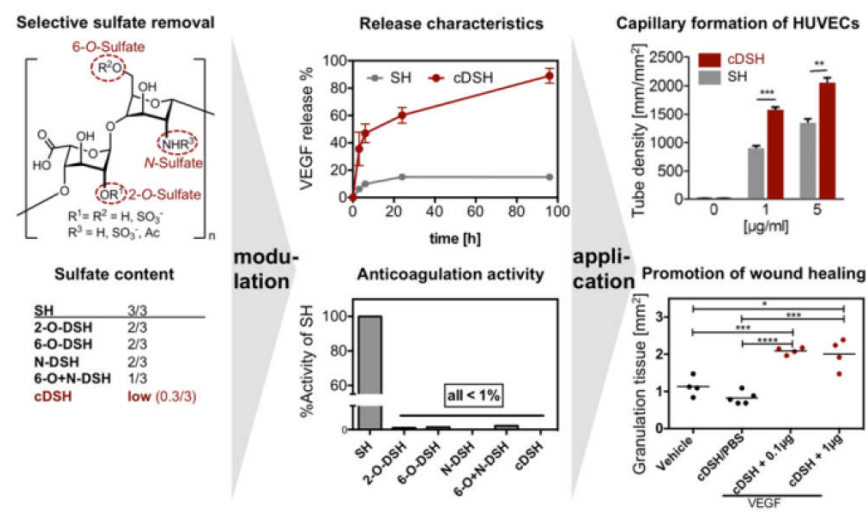 Selective sulfate removal
6-O-Sulfate
R²O
OH
O
NHR³
N-Sulfate
O
HO
OH
O
O
OR¹
2-O-Sulfate
n
R¹= R² = H, SO₃⁻
R³ = H, SO₃⁻, Ac
Sulfate content
SH 3/3
2-O-DSH 2/3
6-O-DSH 2/3
N-DSH 2/3
6-O+N-DSH 1/3
cDSH low (0.3/3)
modu-
lation
Release characteristics
VEGF release %
100
80
60
40
20
0
SH cDSH
0 20 40 60 80 100
time [h]
Anticoagulation activity
%Activity of SH
100
80
60
0
all < 1%
SH
2-O-DSH
6-O-DSH
N-DSH
6-O+N-DSH
cDSH
appli-
cation
Capillary formation of HUVECs
Tube density [mm/mm²]
2500
2000
1500
1000
500
0
cDSH
SH
***
**
0 1 5
[µg/ml]
Promotion of wound healing
Granulation tissue [mm²]
3
2
1
0
*
***
***
****
Vehicle
cDSH/PBS
cDSH + 0.1µg
cDSH + 1µg
VEGF